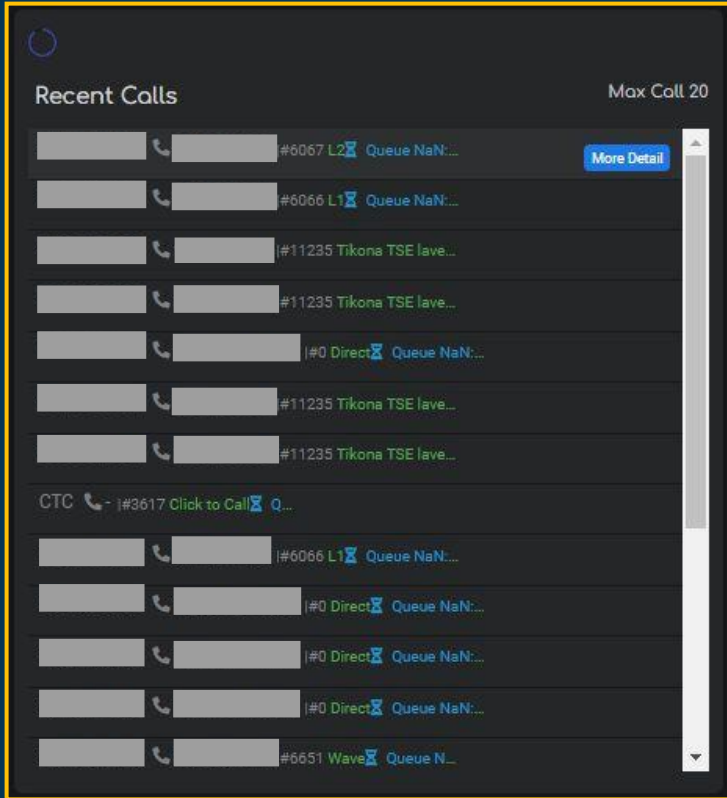 Recent Calls
Max Call 20
|#6067 L2 Queue NaN:...
More Detail
|#6066 L1 Queue NaN:...
|#11235 Tikona TSE lave...
#11235 Tikona TSE lave...
|#0 Direct Queue NaN:...
|#11235 Tikona TSE lave...
#11235 Tikona TSE lave...
CTC - |#3617 Click to Call Q...
|#6066 L1 Queue NaN:...
|#0 Direct Queue NaN:...
|#0 Direct Queue NaN:...
|#0 Direct Queue NaN:...
#6651 Wave Queue N...